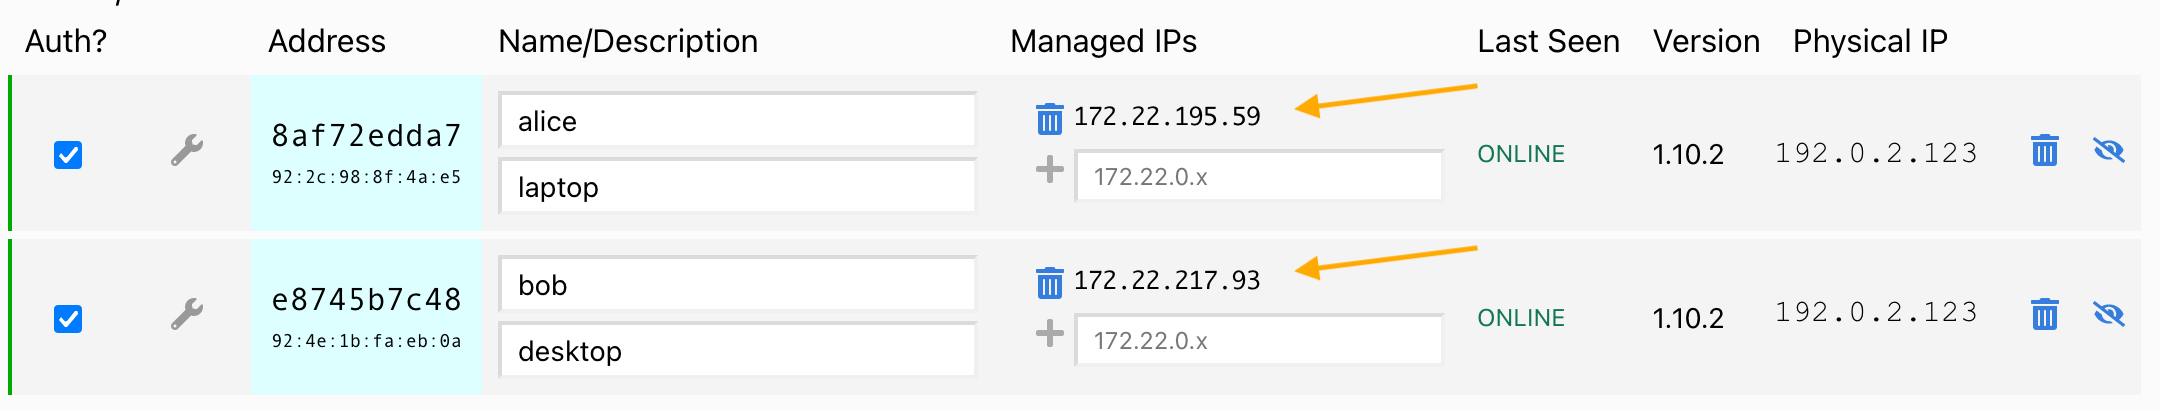 Auth? Address Name/Description Managed IPs Last Seen Version Physical IP
8af72edda7
92:2c:98:8f:4a:e5
alice
laptop
172.22.195.59
172.22.0.x
ONLINE
1.10.2
192.0.2.123
e8745b7c48
92:4e:1b:fa:eb:0a
bob
desktop
172.22.217.93
172.22.0.x
ONLINE
1.10.2
192.0.2.123